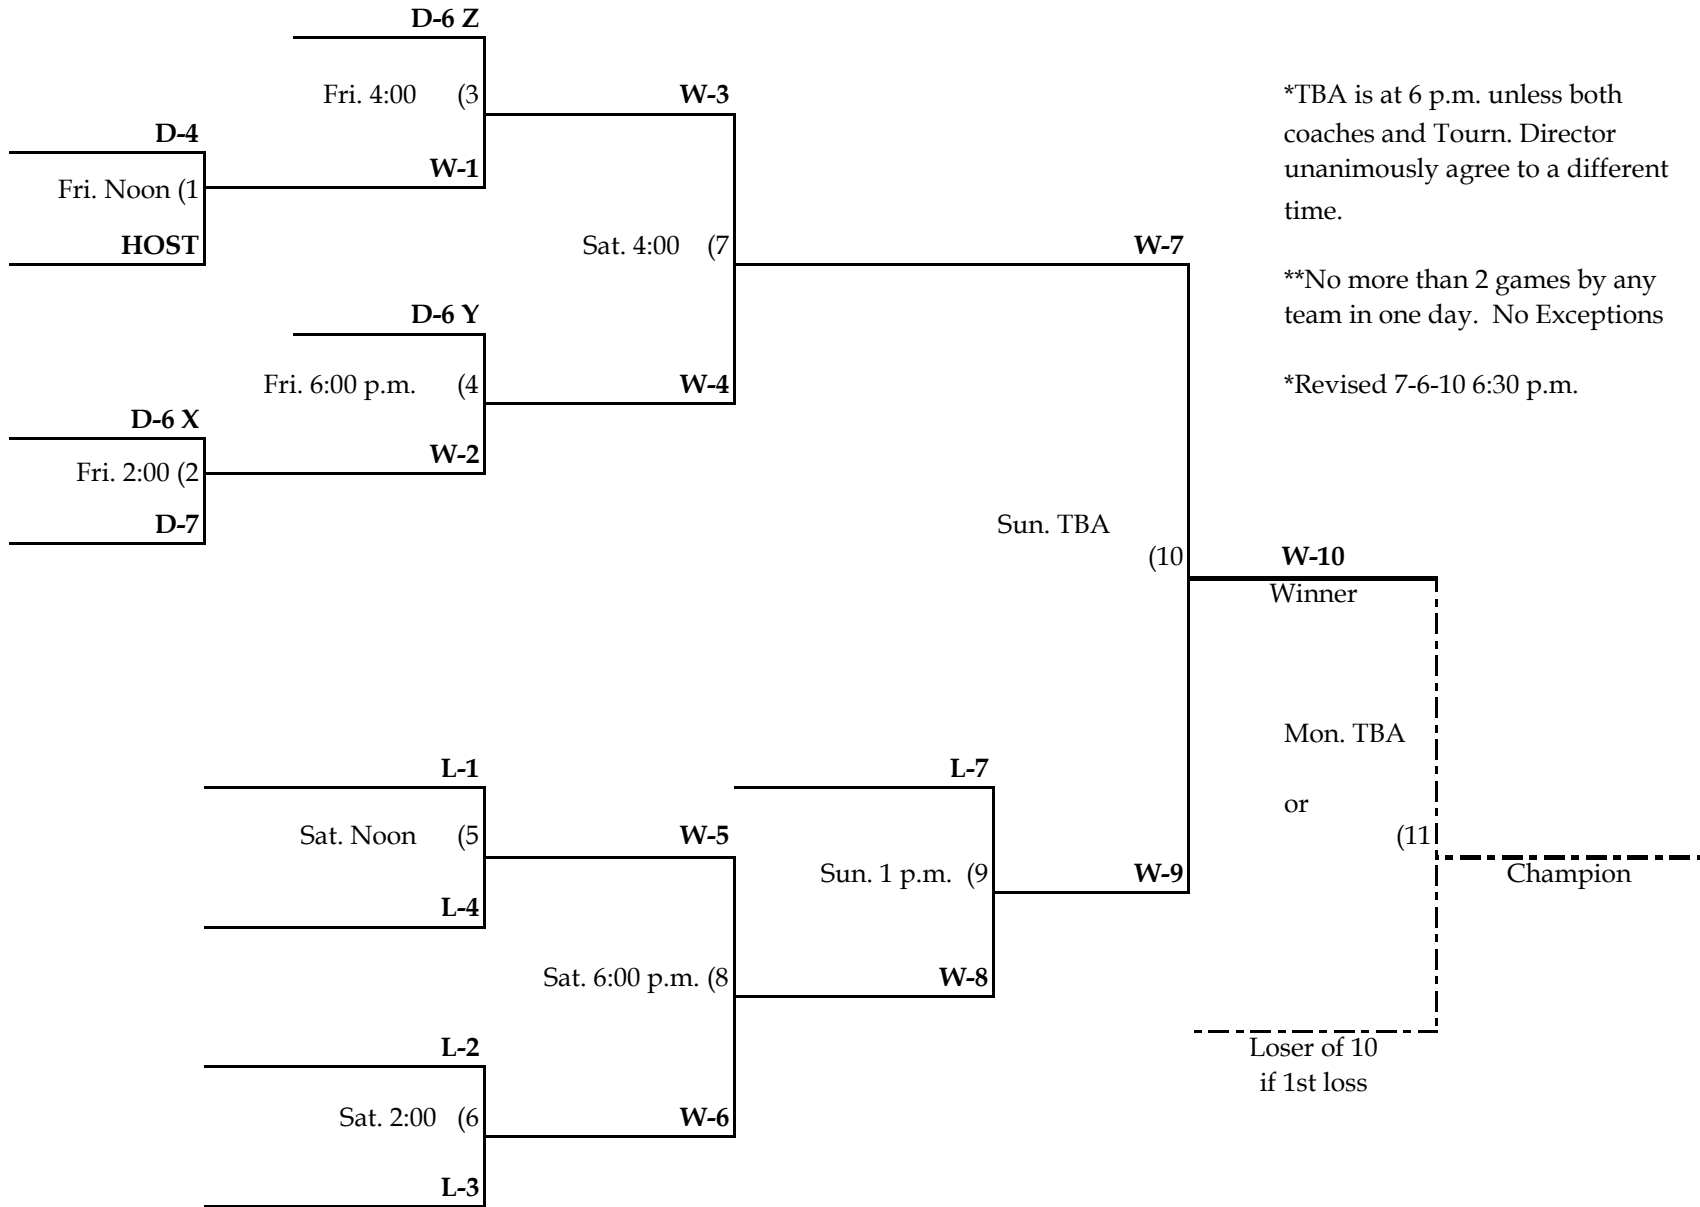 D-6 Z
Fri. 4:00 (3
W-3
*TBA is at 6 p.m. unless both
coaches and Tourn. Director
unanimously agree to a different
time.
D-4
W-1
Fri. Noon (1
HOST
Sat. 4:00 (7
W-7
**No more than 2 games by any
team in one day. No Exceptions
D-6 Y
Fri. 6:00 p.m. (4
W-4
*Revised 7-6-10 6:30 p.m.
D-6 X
W-2
Fri. 2:00 (2
D-7
Sun. TBA
(10
W-10
Winner
Mon. TBA
or
(11
Champion
L-1
L-7
Sat. Noon (5
W-5
Sun. 1 p.m. (9
W-9
L-4
Sat. 6:00 p.m. (8
W-8
L-2
Loser of 10
if 1st loss
Sat. 2:00 (6
W-6
L-3